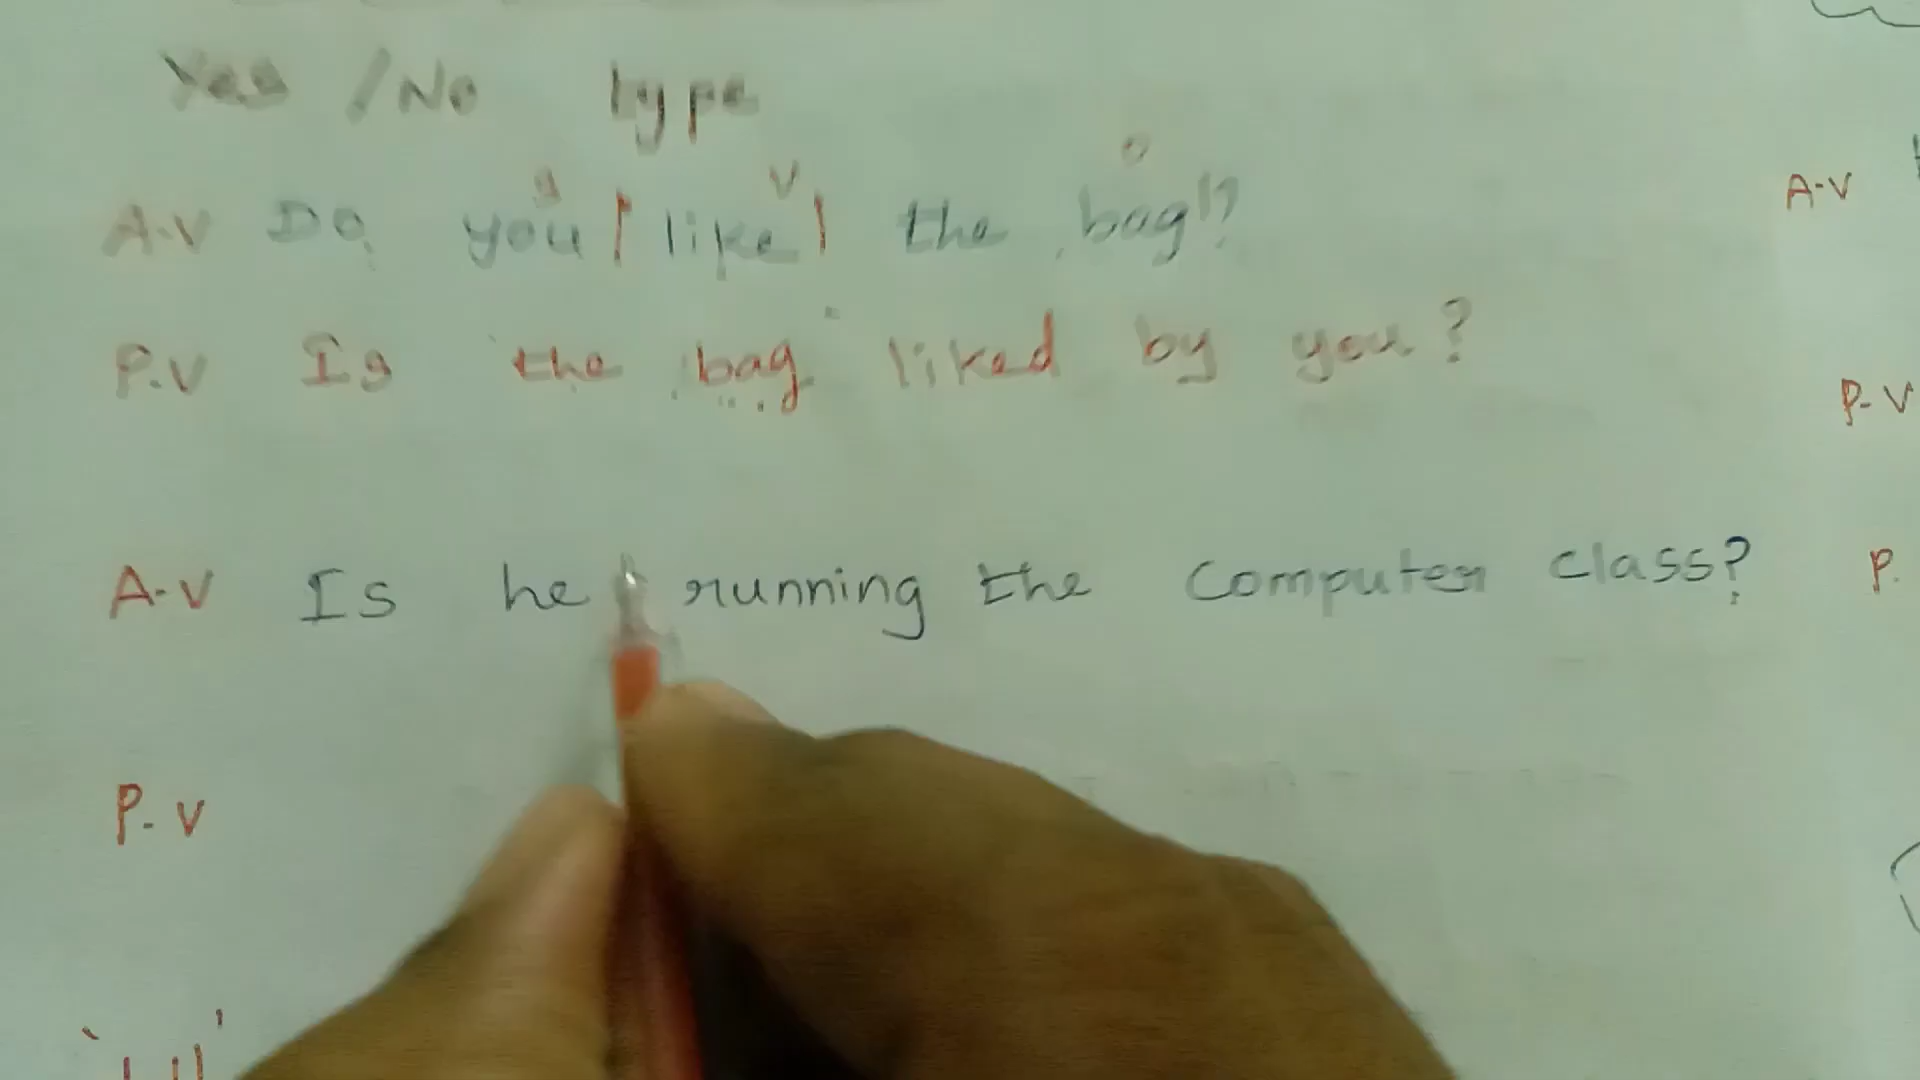 Yes / No type
S V O
A.V Do you | like | the bag|?
P.V Is the bag liked by you?
A.V Is he running the computer class?
P.V
A.V
P.V
P.